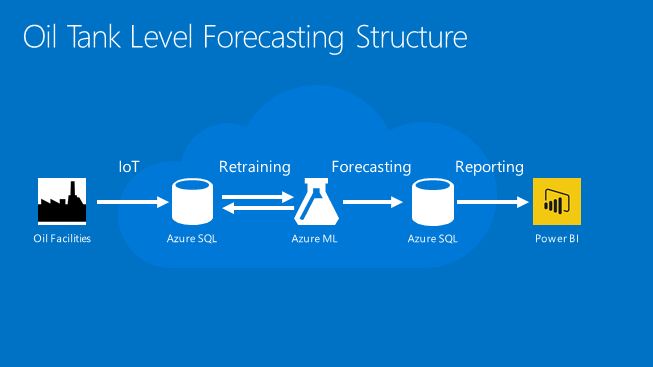 Oil Tank Level Forecasting Structure
IoT
Retraining
Forecasting
Reporting
Oil Facilities
Azure SQL
Azure ML
Azure SQL
Power BI